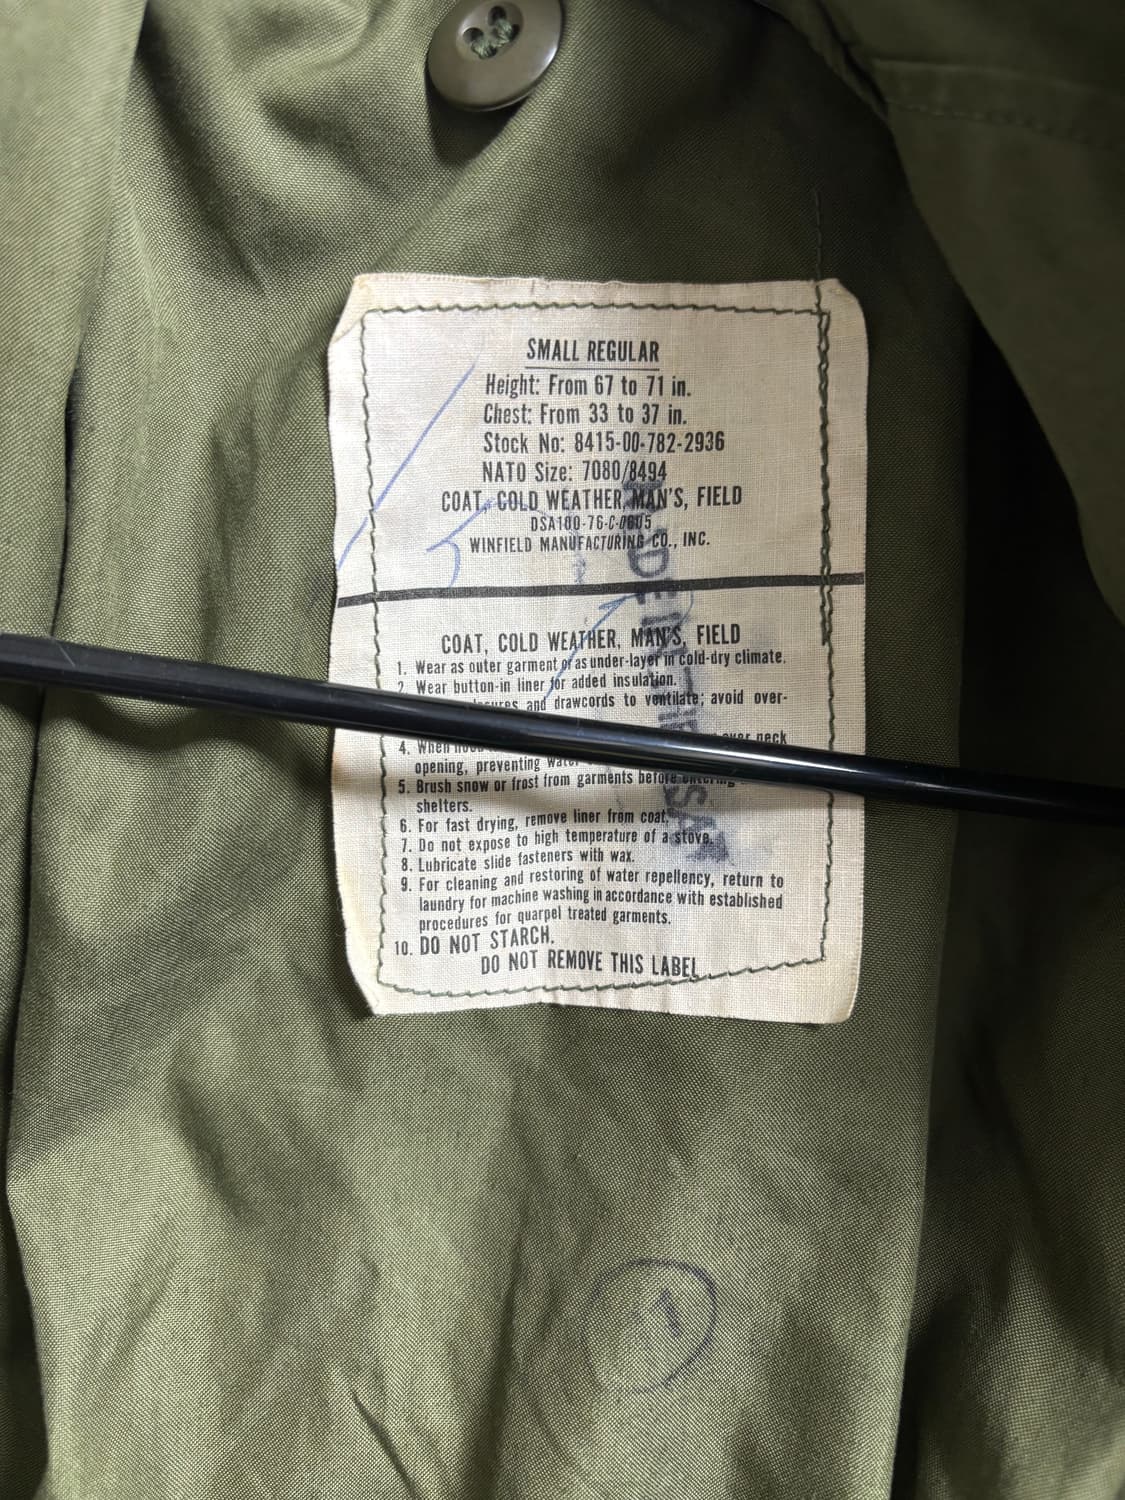 SMALL REGULAR
Height: From 67 to 71 in.
Chest: From 33 to 37 in.
Stock No: 8415-00-782-2936
NATO Size: 7080/8494
COAT, COLD WEATHER, MAN'S, FIELD
DSA100-76-C-0605
WINFIELD MANUFACTURING CO., INC.
MADE IN
COAT, COLD WEATHER, MAN'S, FIELD
1. Wear as outer garment or as under-layer in cold-dry climate.
2. Wear button-in liner for added insulation.
and drawcords to ventilate; avoid over-
neck
4. When
opening, preventing
5. Brush snow or frost from garments before entering
shelters.
6. For fast drying, remove liner from coat.
7. Do not expose to high temperature of a stove.
8. Lubricate slide fasteners with wax.
9. For cleaning and restoring of water repellency, return to
laundry for machine washing in accordance with established
procedures for quarpel treated garments.
10. DO NOT STARCH.
DO NOT REMOVE THIS LABEL